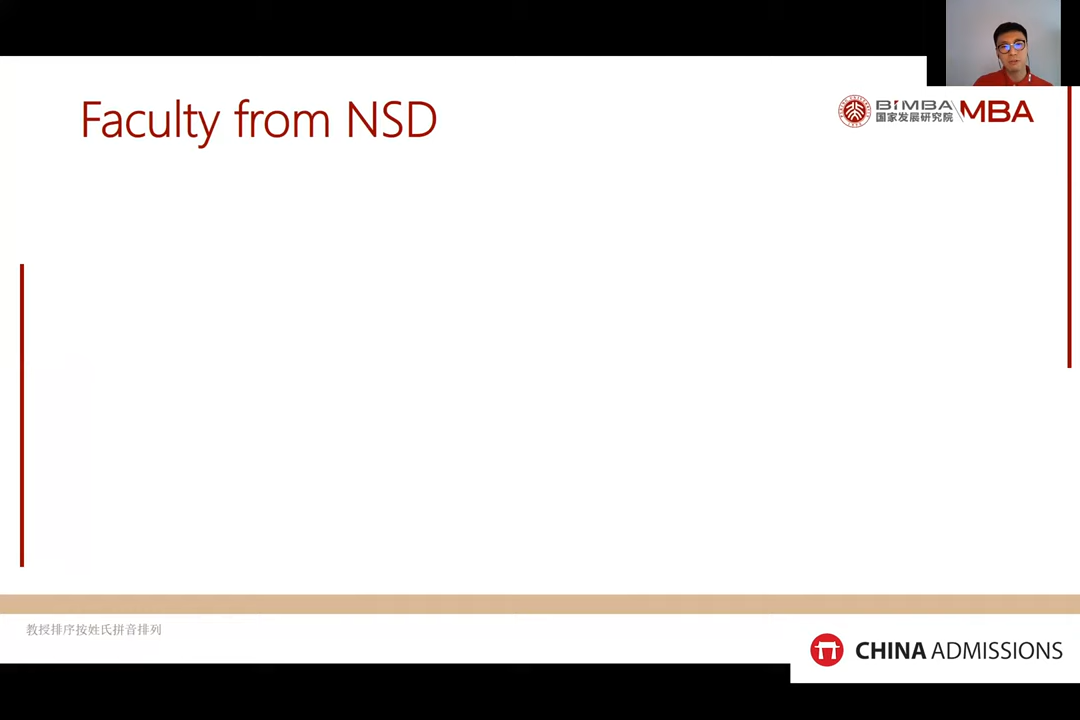 Faculty from NSD
BiMBA
国家发展研究院
MBA
教授排序按姓氏拼音排列
CHINA ADMISSIONS